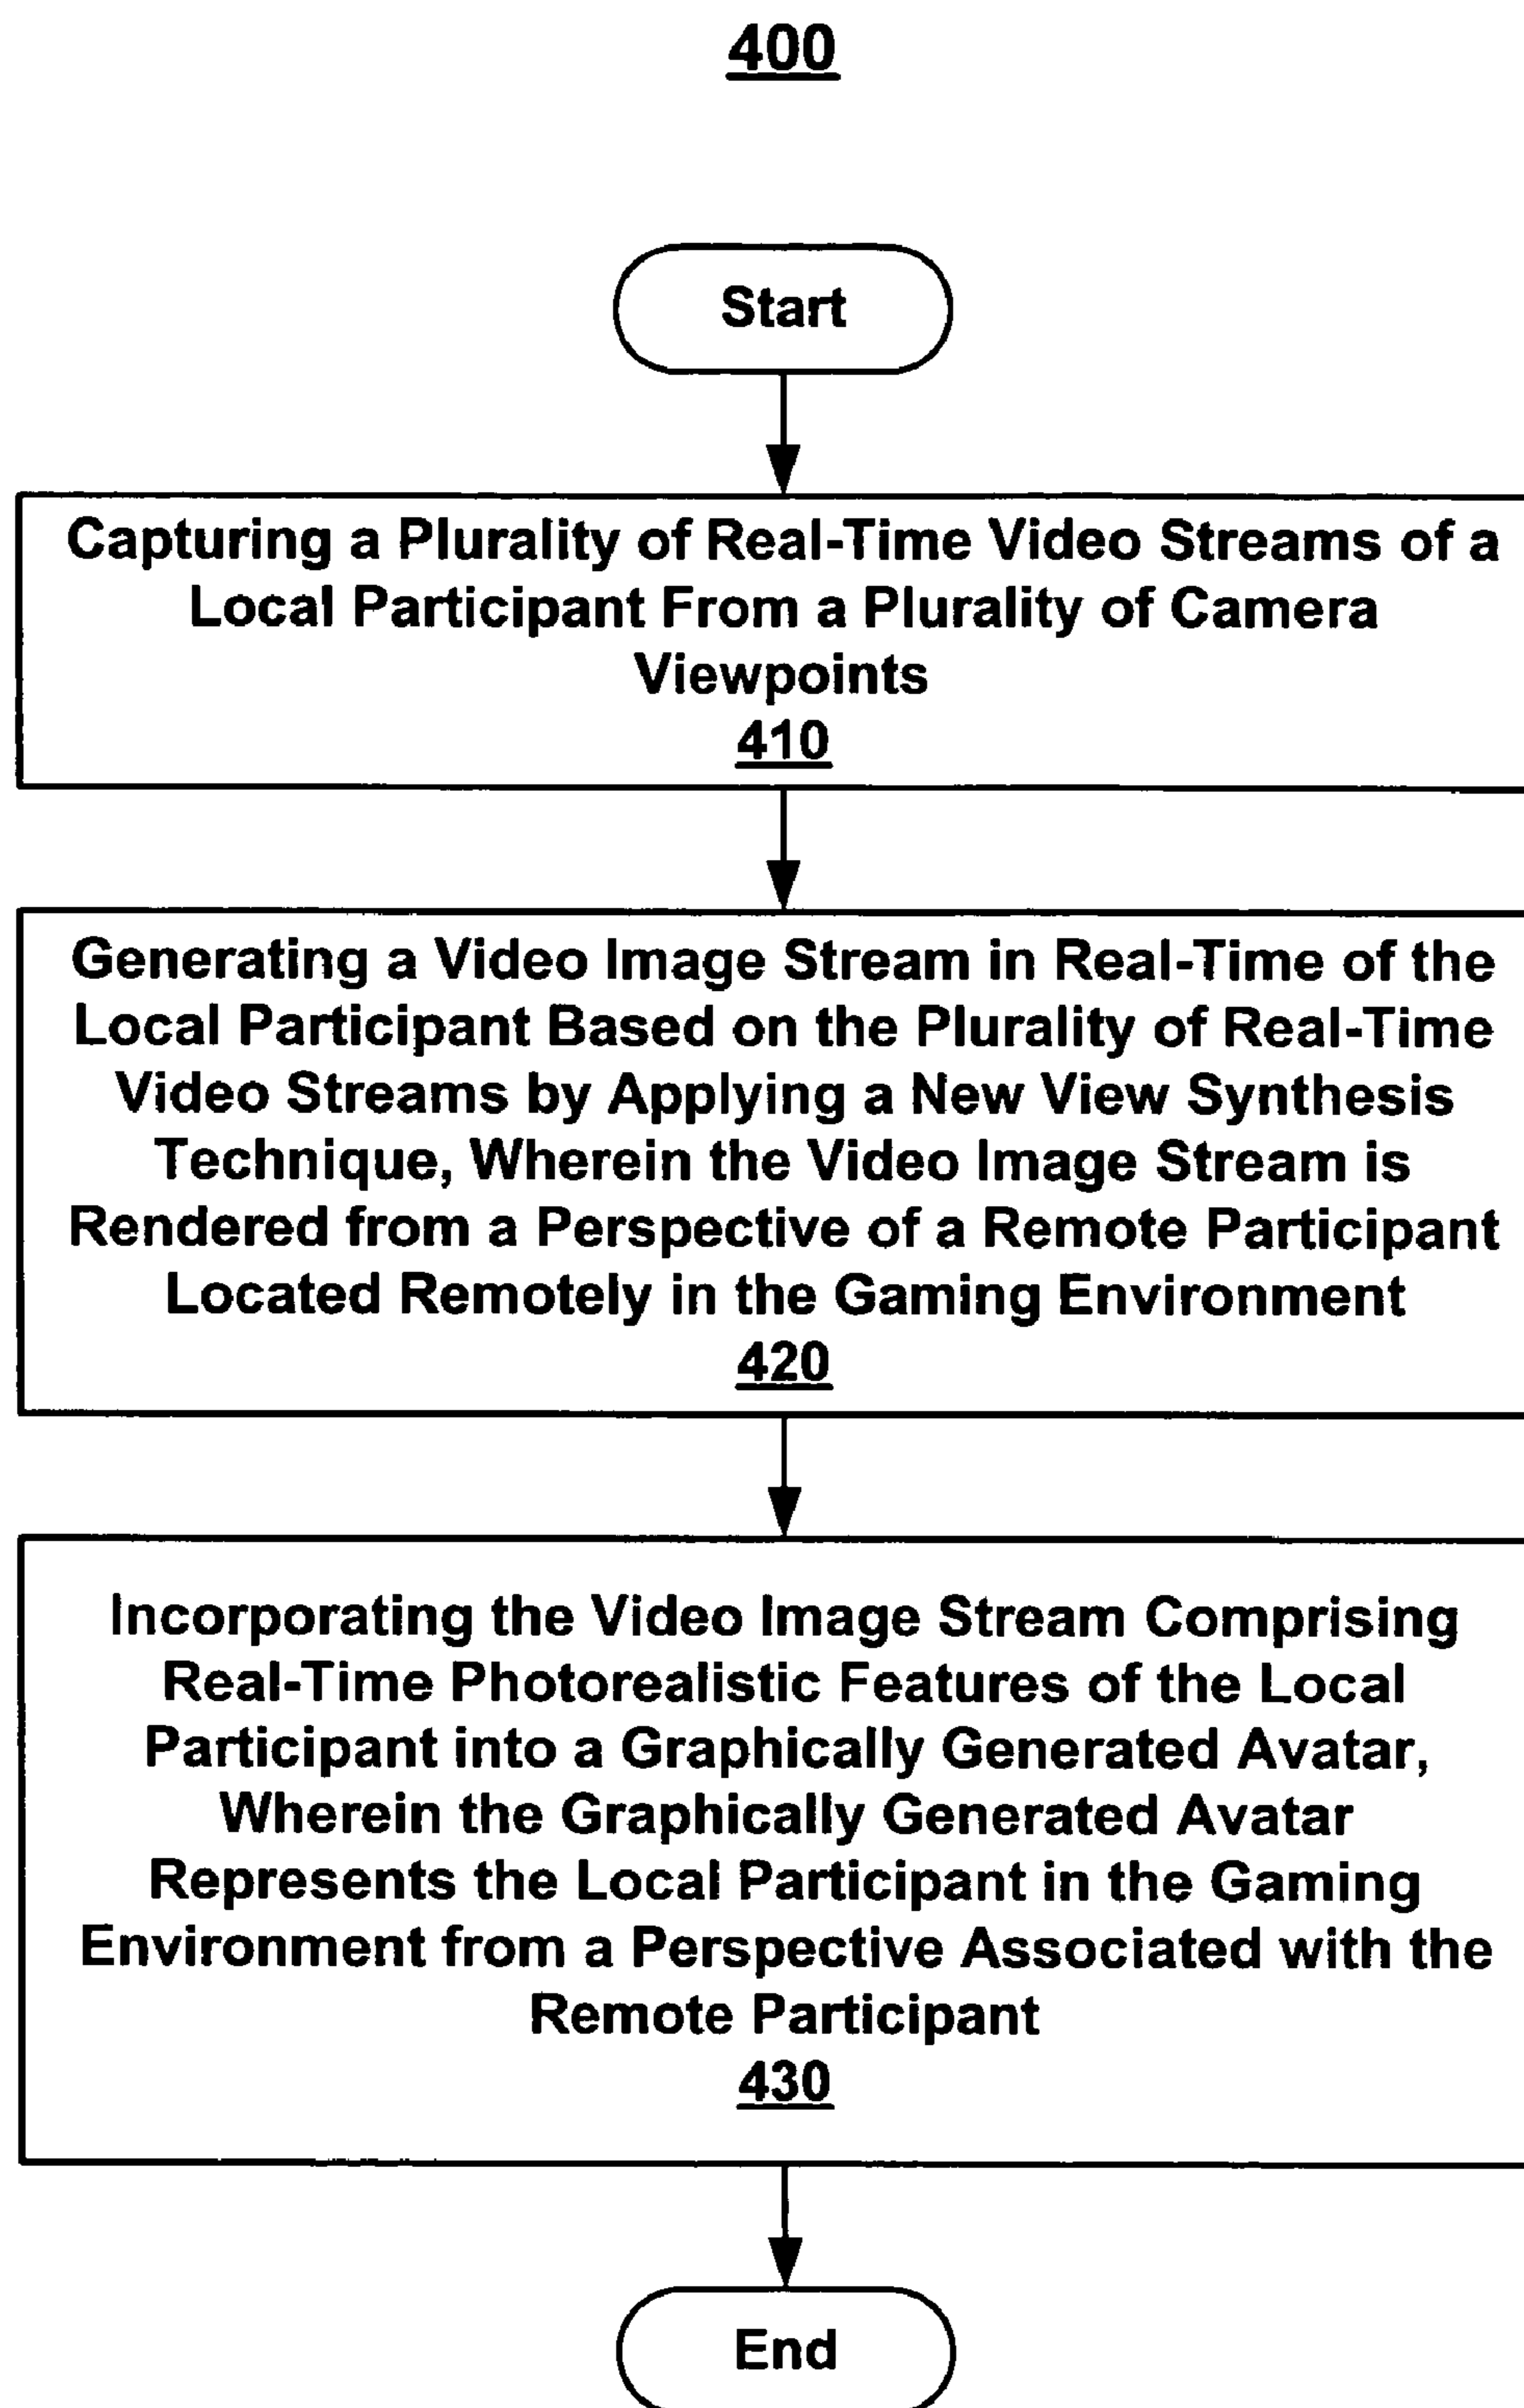 400
Start
Capturing a Plurality of Real-Time Video Streams of a
Local Participant From a Plurality of Camera
Viewpoints
410
Generating a Video Image Stream in Real-Time of the
Local Participant Based on the Plurality of Real-Time
Video Streams by Applying a New View Synthesis
Technique, Wherein the Video Image Stream is
Rendered from a Perspective of a Remote Participant
Located Remotely in the Gaming Environment
420
Incorporating the Video Image Stream Comprising
Real-Time Photorealistic Features of the Local
Participant into a Graphically Generated Avatar,
Wherein the Graphically Generated Avatar
Represents the Local Participant in the Gaming
Environment from a Perspective Associated with the
Remote Participant
430
End